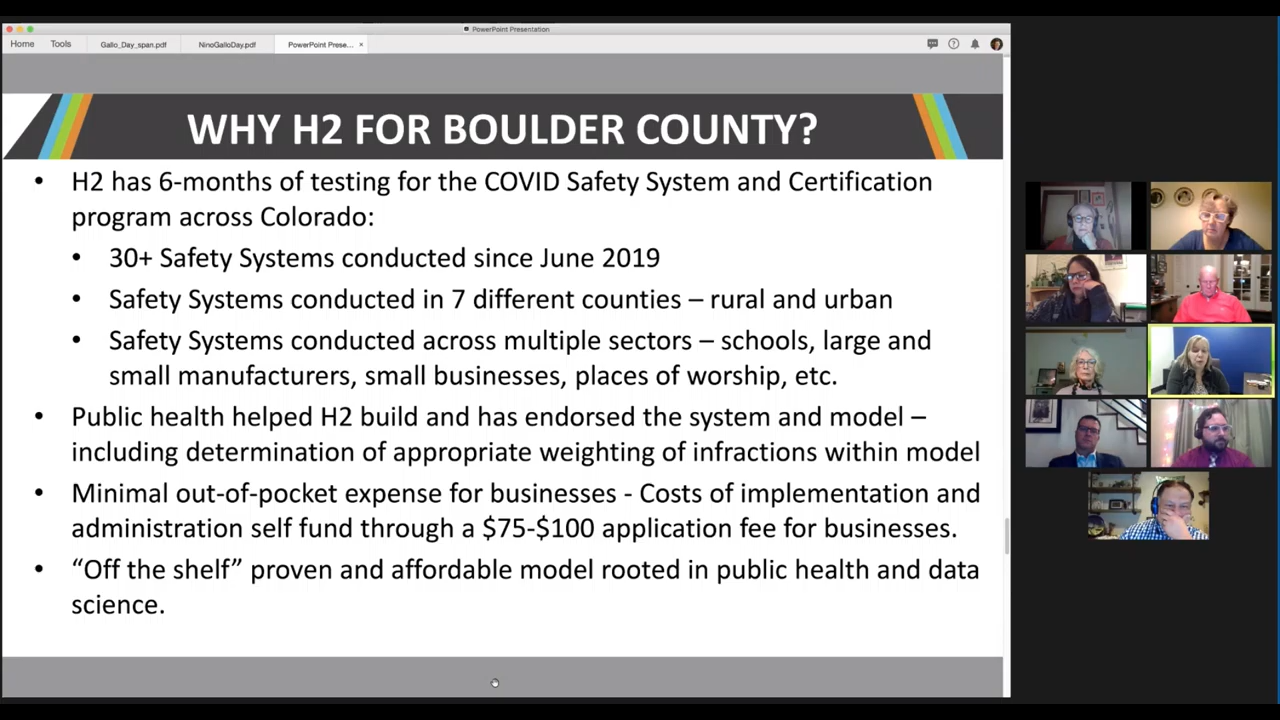 PowerPoint Presentation
Home Tools Gallo_Day_span.pdf NinoGalloDay.pdf PowerPoint Prese... ×
WHY H2 FOR BOULDER COUNTY?
• H2 has 6-months of testing for the COVID Safety System and Certification
program across Colorado:
• 30+ Safety Systems conducted since June 2019
• Safety Systems conducted in 7 different counties – rural and urban
• Safety Systems conducted across multiple sectors – schools, large and
small manufacturers, small businesses, places of worship, etc.
• Public health helped H2 build and has endorsed the system and model –
including determination of appropriate weighting of infractions within model
• Minimal out-of-pocket expense for businesses - Costs of implementation and
administration self fund through a $75-$100 application fee for businesses.
• “Off the shelf” proven and affordable model rooted in public health and data
science.